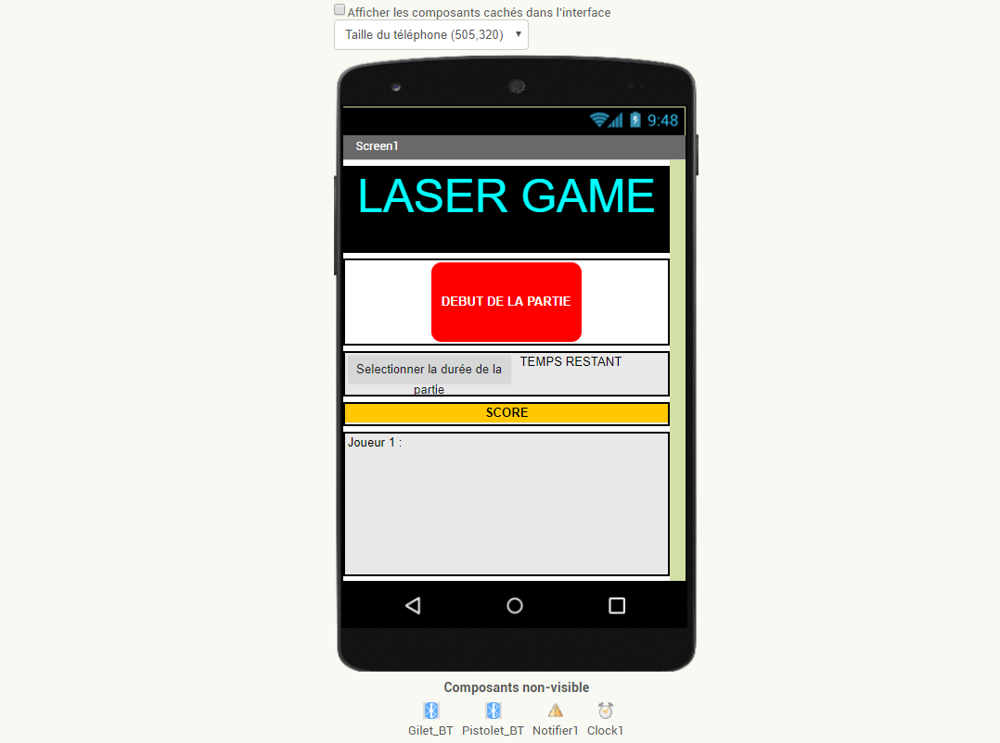 Afficher les composants cachés dans l'interface
Taille du téléphone (505,320)
9:48
Screen1
LASER GAME
DEBUT DE LA PARTIE
Selectionner la durée de la
partie
TEMPS RESTANT
SCORE
Joueur 1 :
Composants non-visible
Gilet_BT Pistolet_BT Notifier1 Clock1